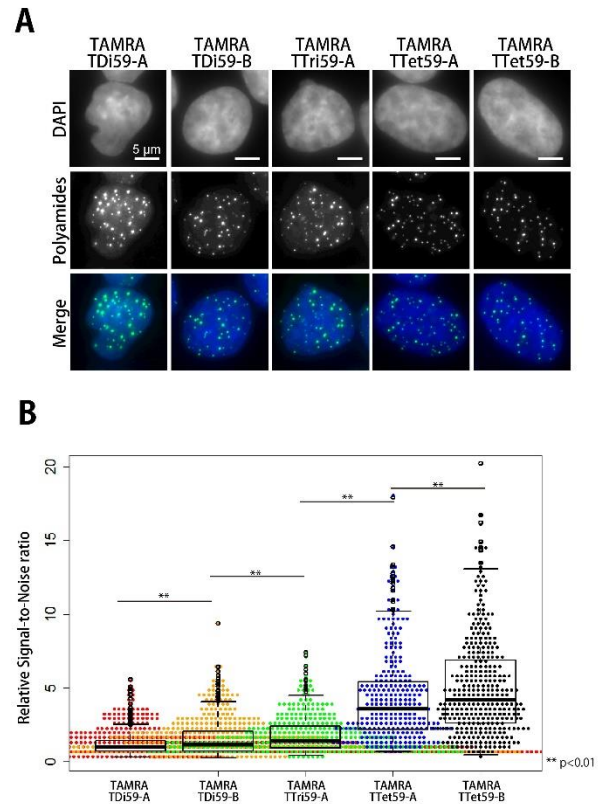 A
TAMRA TAMRA TAMRA TAMRA TAMRA
TDi59-A TDi59-B TTri59-A TTet59-A TTet59-B
DAPI
5 μm
Polyamides
Merge
B
Relative Signal-to-Noise ratio
20
15
10
5
0
**
**
**
**
TAMRA TAMRA TAMRA TAMRA TAMRA
TDi59-A TDi59-B TTri59-A TTet59-A TTet59-B
** p<0.01